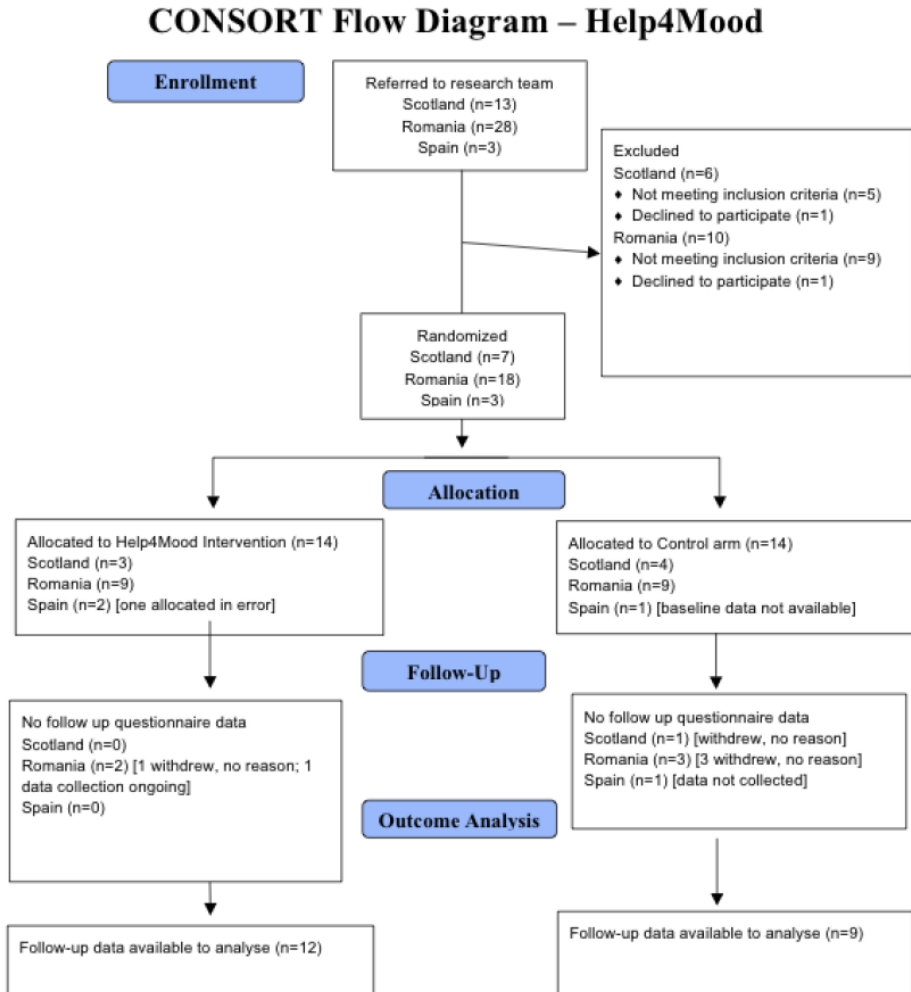 CONSORT Flow Diagram – Help4Mood
Enrollment
Referred to research team
Scotland (n=13)
Romania (n=28)
Spain (n=3)
Excluded
Scotland (n=6)
♦ Not meeting inclusion criteria (n=5)
♦ Declined to participate (n=1)
Romania (n=10)
♦ Not meeting inclusion criteria (n=9)
♦ Declined to participate (n=1)
Randomized
Scotland (n=7)
Romania (n=18)
Spain (n=3)
Allocation
Allocated to Help4Mood Intervention (n=14)
Scotland (n=3)
Romania (n=9)
Spain (n=2) [one allocated in error]
Allocated to Control arm (n=14)
Scotland (n=4)
Romania (n=9)
Spain (n=1) [baseline data not available]
Follow-Up
No follow up questionnaire data
Scotland (n=0)
Romania (n=2) [1 withdrew, no reason; 1
data collection ongoing]
Spain (n=0)
No follow up questionnaire data
Scotland (n=1) [withdrew, no reason]
Romania (n=3) [3 withdrew, no reason]
Spain (n=1) [data not collected]
Outcome Analysis
Follow-up data available to analyse (n=12)
Follow-up data available to analyse (n=9)